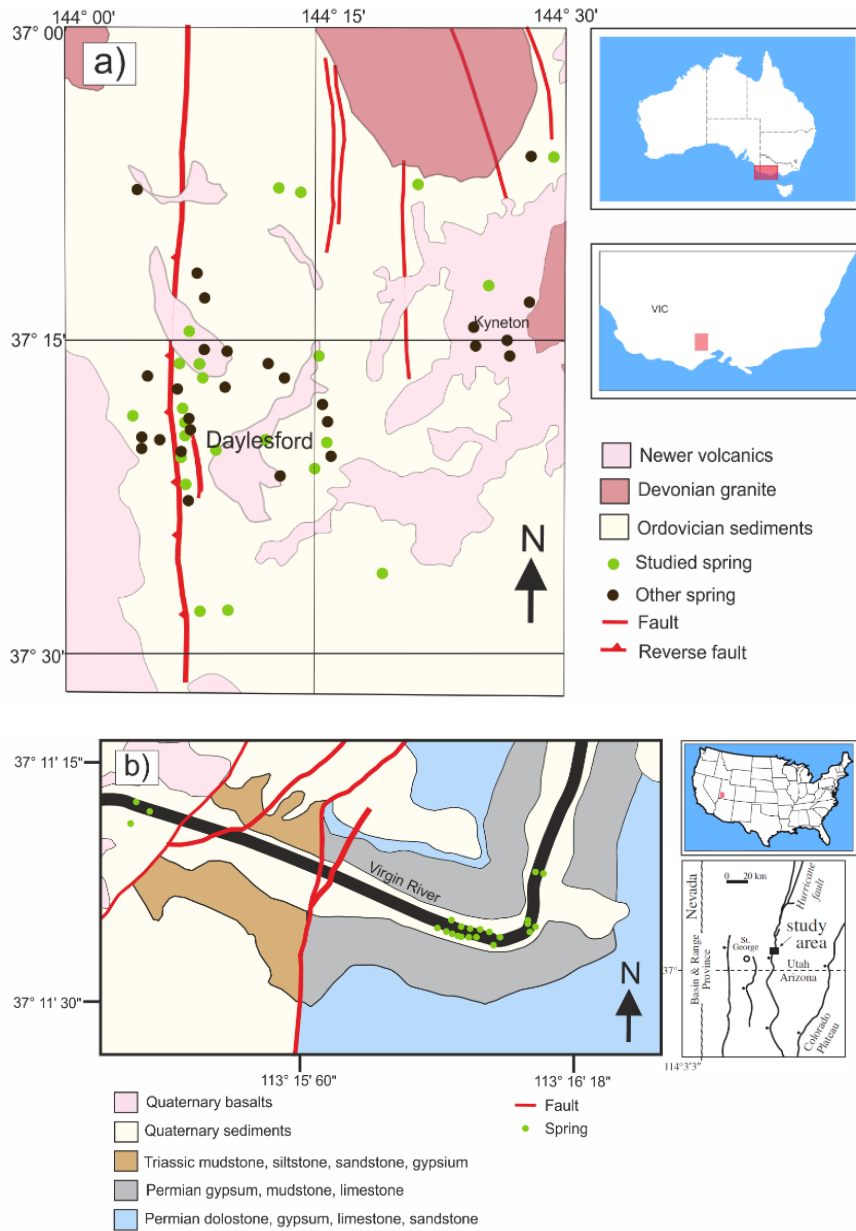 144° 00'
144° 15'
144° 30'
37° 00'
a)
Kyneton
37° 15'
Daylesford
N
37° 30'
VIC
Newer volcanics
Devonian granite
Ordovician sediments
Studied spring
Other spring
Fault
Reverse fault
37° 11' 15"
b)
Virgin River
37° 11' 30"
N
113° 15' 60"
113° 16' 18"
Nevada
0 20 km
Hurricane
fault
St.
George
study
area
37°
Utah
Arizona
Basin & Range
Province
Colorado
Plateau
114°3'3"
Quaternary basalts
Quaternary sediments
Triassic mudstone, siltstone, sandstone, gypsium
Permian gypsum, mudstone, limestone
Permian dolostone, gypsum, limestone, sandstone
Fault
Spring